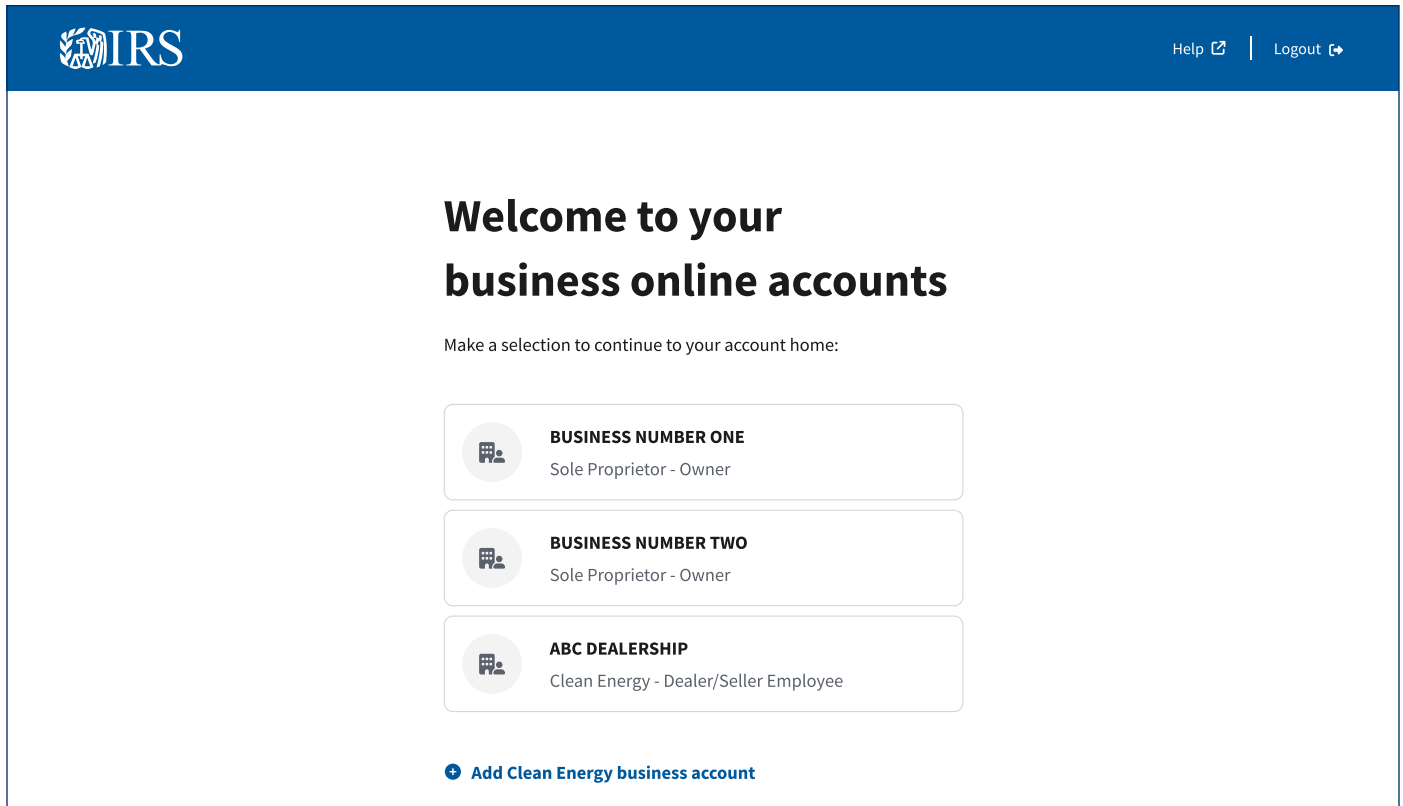 IRS
Help
Logout
Welcome to your
business online accounts
Make a selection to continue to your account home:
BUSINESS NUMBER ONE
Sole Proprietor - Owner
BUSINESS NUMBER TWO
Sole Proprietor - Owner
ABC DEALERSHIP
Clean Energy - Dealer/Seller Employee
Add Clean Energy business account